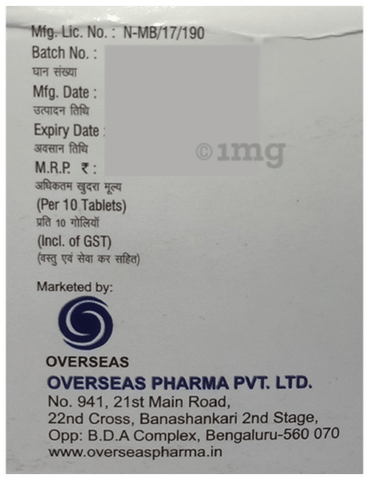 Mfg. Lic. No. : N-MB/17/190
Batch No. :
घान संख्या
Mfg. Date :
उत्पादन तिथि
Expiry Date
अवसान तिथि
1mg
M.R.P. ₹ :
अधिकतम खुदरा मूल्य
(Per 10 Tablets)
प्रति 10 गोलियाँ
(Incl. of GST)
(वस्तु एवं सेवा कर सहित)
Marketed by:
OVERSEAS
OVERSEAS PHARMA PVT. LTD.
No. 941, 21st Main Road,
22nd Cross, Banashankari 2nd Stage,
Opp: B.D.A Complex, Bengaluru-560 070
www.overseaspharma.in